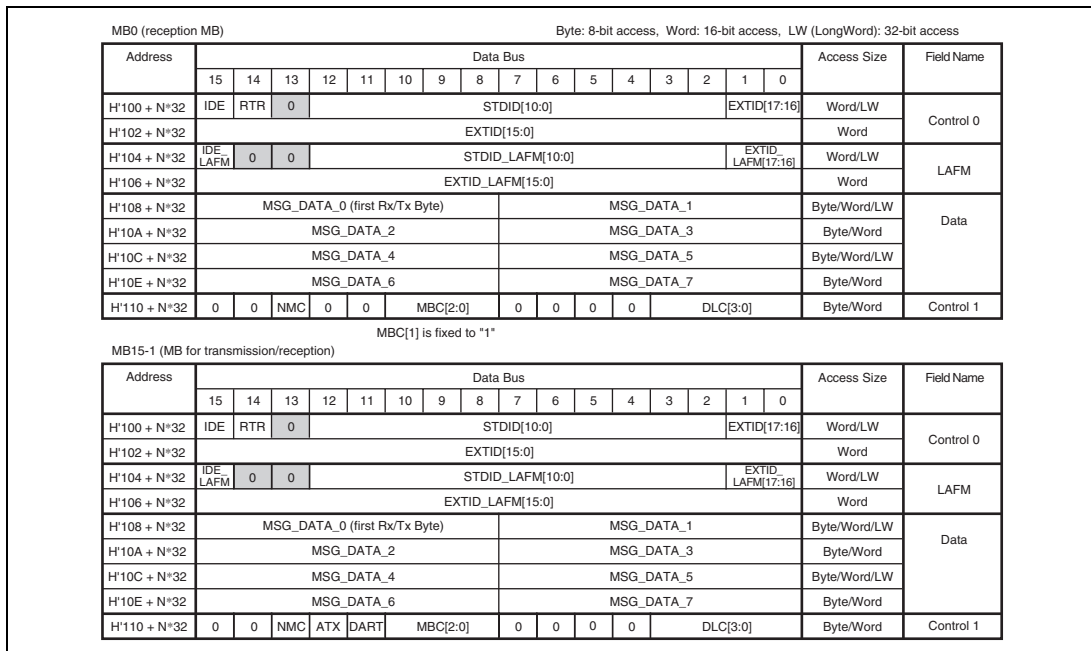 MB0 (reception MB) Byte: 8-bit access, Word: 16-bit access, LW (LongWord): 32-bit access
Address Data Bus Access Size Field Name
15 14 13 12 11 10 9 8 7 6 5 4 3 2 1 0
H'100 + N*32 IDE RTR 0 STDID[10:0] EXTID[17:16] Word/LW Control 0
H'102 + N*32 EXTID[15:0] Word
H'104 + N*32 IDE_LAFM 0 0 STDID_LAFM[10:0] EXTID_LAFM[17:16] Word/LW LAFM
H'106 + N*32 EXTID_LAFM[15:0] Word
H'108 + N*32 MSG_DATA_0 (first Rx/Tx Byte) MSG_DATA_1 Byte/Word/LW Data
H'10A + N*32 MSG_DATA_2 MSG_DATA_3 Byte/Word
H'10C + N*32 MSG_DATA_4 MSG_DATA_5 Byte/Word/LW
H'10E + N*32 MSG_DATA_6 MSG_DATA_7 Byte/Word
H'110 + N*32 0 0 NMC 0 0 MBC[2:0] 0 0 0 0 DLC[3:0] Byte/Word Control 1
MBC[1] is fixed to "1"
MB15-1 (MB for transmission/reception)
Address Data Bus Access Size Field Name
15 14 13 12 11 10 9 8 7 6 5 4 3 2 1 0
H'100 + N*32 IDE RTR 0 STDID[10:0] EXTID[17:16] Word/LW Control 0
H'102 + N*32 EXTID[15:0] Word
H'104 + N*32 IDE_LAFM 0 0 STDID_LAFM[10:0] EXTID_LAFM[17:16] Word/LW LAFM
H'106 + N*32 EXTID_LAFM[15:0] Word
H'108 + N*32 MSG_DATA_0 (first Rx/Tx Byte) MSG_DATA_1 Byte/Word/LW Data
H'10A + N*32 MSG_DATA_2 MSG_DATA_3 Byte/Word
H'10C + N*32 MSG_DATA_4 MSG_DATA_5 Byte/Word/LW
H'10E + N*32 MSG_DATA_6 MSG_DATA_7 Byte/Word
H'110 + N*32 0 0 NMC ATX DART MBC[2:0] 0 0 0 0 DLC[3:0] Byte/Word Control 1